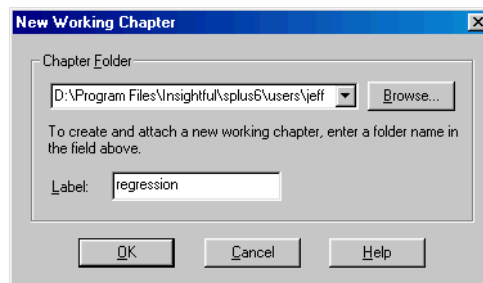 New Working Chapter
Chapter Folder
D:\Program Files\Insightful\splus6\users\jeff
Browse...
To create and attach a new working chapter, enter a folder name in
the field above.
Label: regression
OK Cancel Help